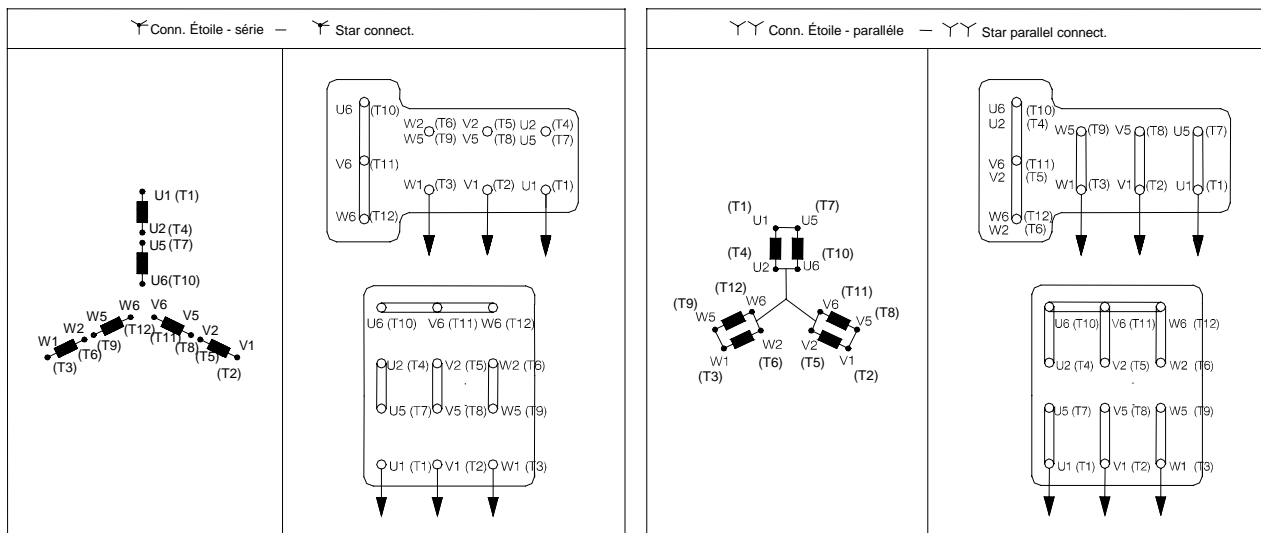 Conn. Étoile - série — Star connect.
U1 (T1)
U2 (T4)
U5 (T7)
U6(T10)
W6
V6
W5
V5
W2
V2
W1
V1
(T12)
(T11)
(T9)
(T8)
(T6)
(T5)
(T3)
(T2)
U6 (T10)
W2 (T6) V2 (T5) U2 (T4)
W5 (T9) V5 (T8) U5 (T7)
V6 (T11)
W1 (T3) V1 (T2) U1 (T1)
W6 (T12)
U6 (T10) V6 (T11) W6 (T12)
U2 (T4) V2 (T5) W2 (T6)
U5 (T7) V5 (T8) W5 (T9)
U1 (T1) V1 (T2) W1 (T3)
Conn. Étoile - paralléle — Star parallel connect.
(T1) (T7)
U1 U5
(T4) (T10)
U2 U6
(T12) (T11)
(T9) W6 V6
W5 V5 (T8)
W1 W2 V2 V1
(T3) (T6) (T5) (T2)
U6 (T10)
U2 (T4)
W5 (T9) V5 (T8) U5 (T7)
V6 (T11)
V2 (T5)
W1 (T3) V1 (T2) U1 (T1)
W6 (T12)
W2 (T6)
U6 (T10) V6 (T11) W6 (T12)
U2 (T4) V2 (T5) W2 (T6)
U5 (T7) V5 (T8) W5 (T9)
U1 (T1) V1 (T2) W1 (T3)